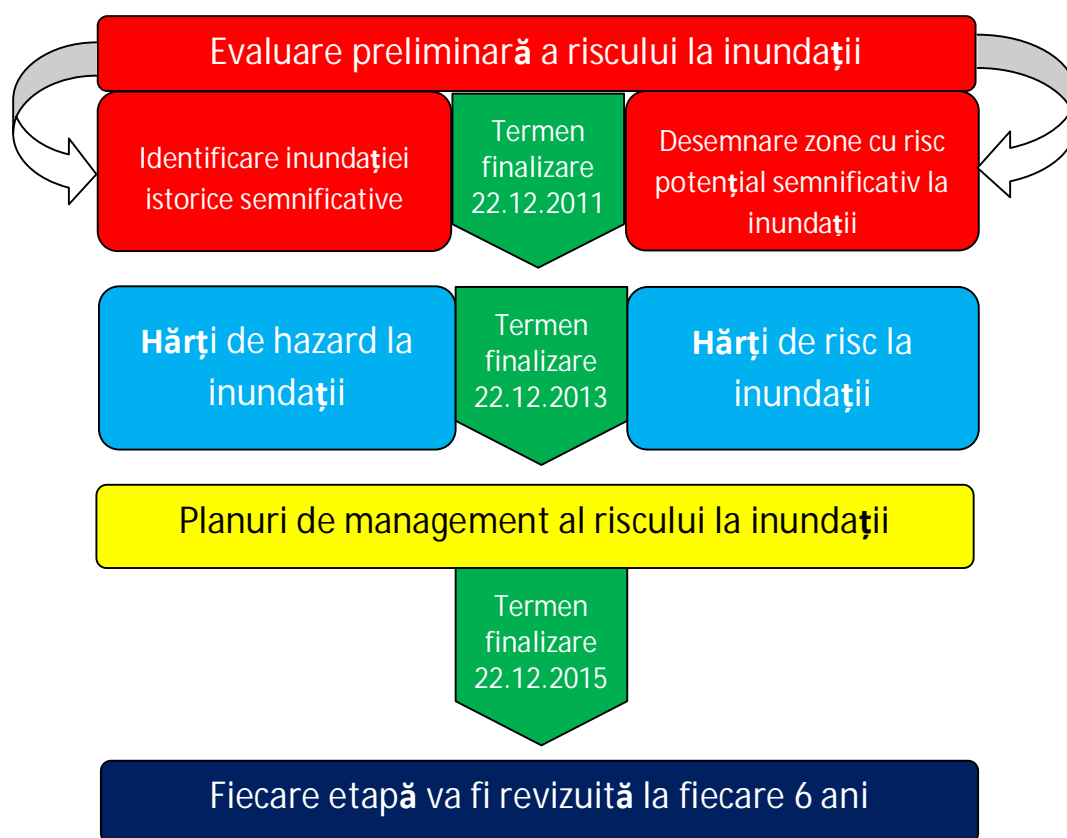 Evaluare preliminară a riscului la inundații
Identificare inundației
istorice semnificative
Termen
finalizare
22.12.2011
Desemnare zone cu risc
potențial semnificativ la
inundații
Hărți de hazard la
inundații
Termen
finalizare
22.12.2013
Hărți de risc la
inundații
Planuri de management al riscului la inundații
Termen
finalizare
22.12.2015
Fiecare etapă va fi revizuită la fiecare 6 ani